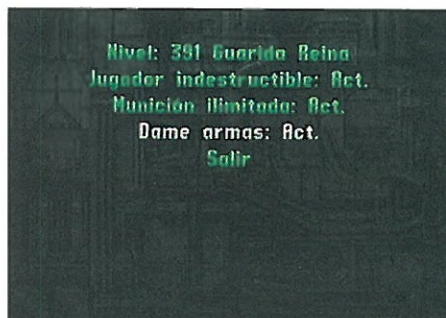 Nivel: 391 Guarida Reina
Jugador indestructible: Act.
Munición ilimitada: Act.
Dame armas: Act.
Salir